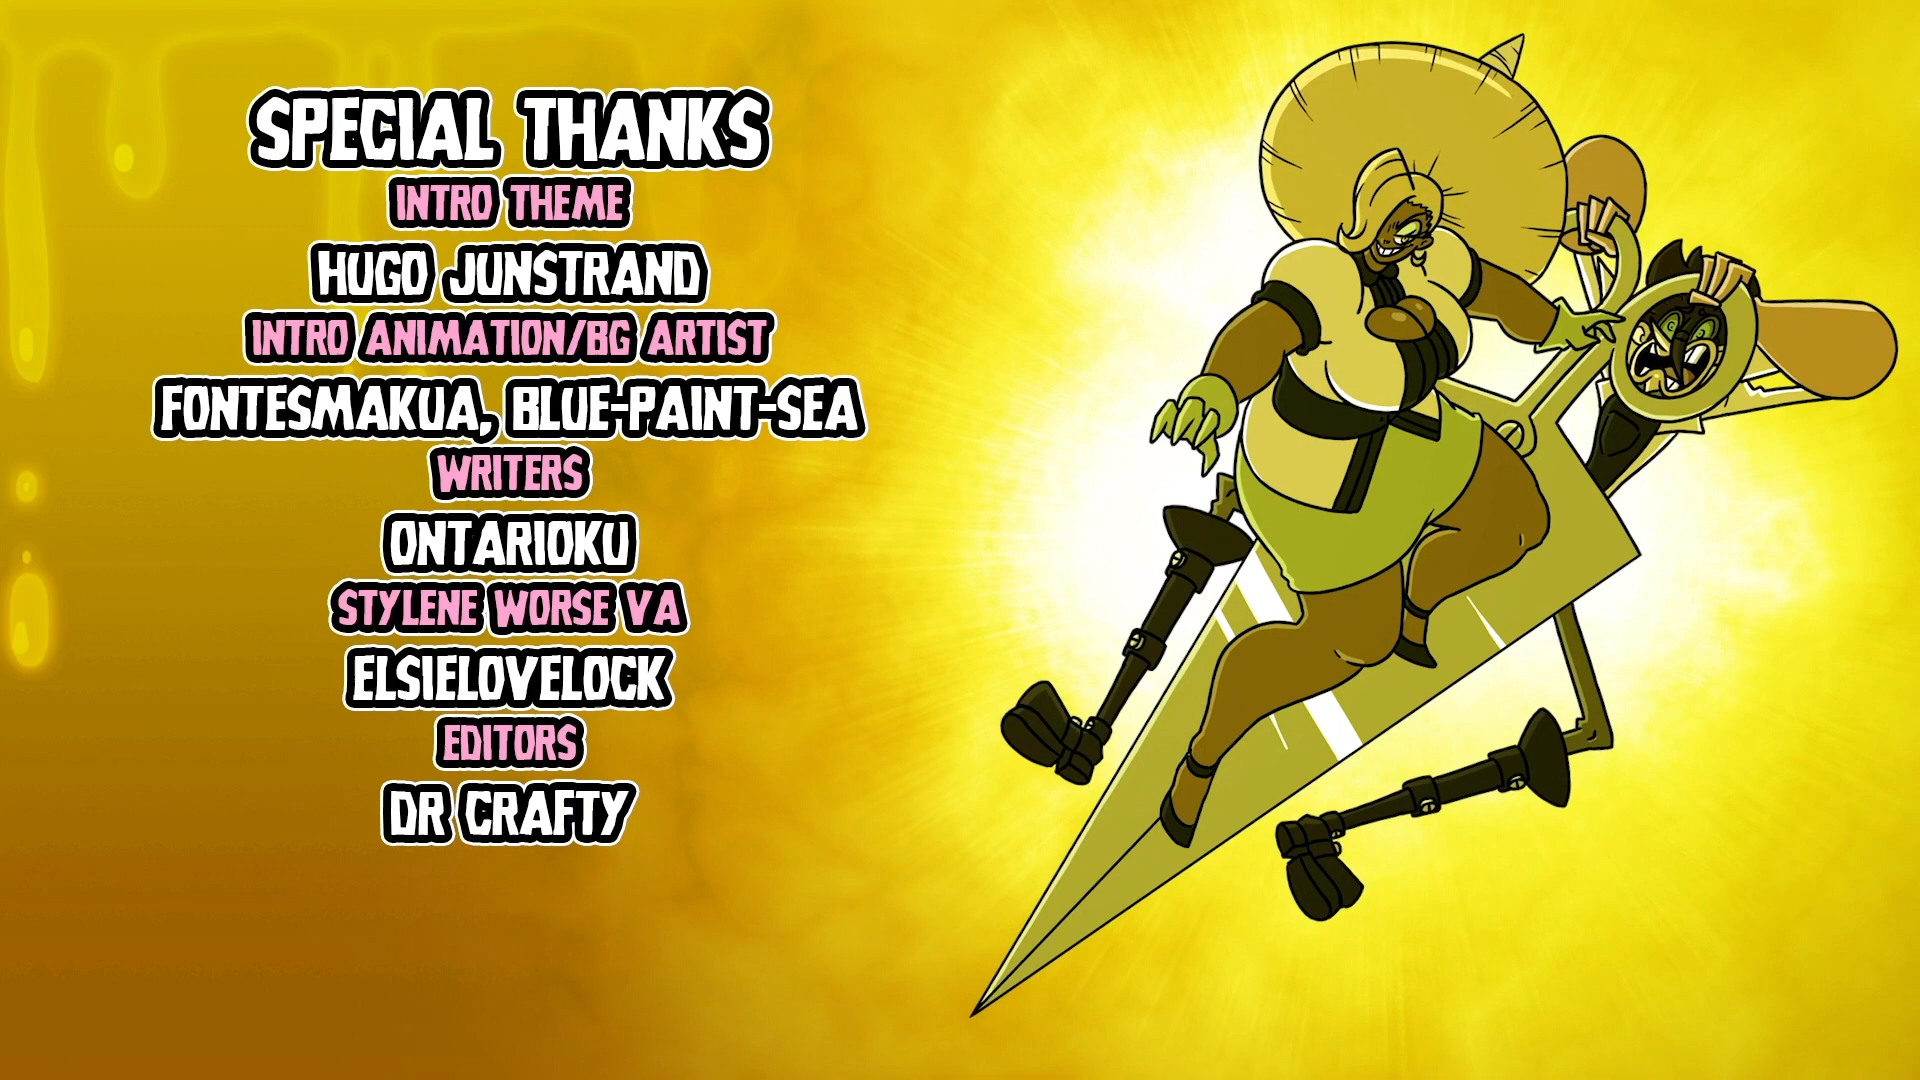 SPECIAL THANKS
INTRO THEME
HUGO JUNSTRAND
INTRO ANIMATION/BG ARTIST
FONTESMAKUA, BLUE-PAINT-SEA
WRITERS
ONTARIOKU
STYLENE WORSE VA
ELSIELOVELOCK
EDITORS
DR CRAFTY